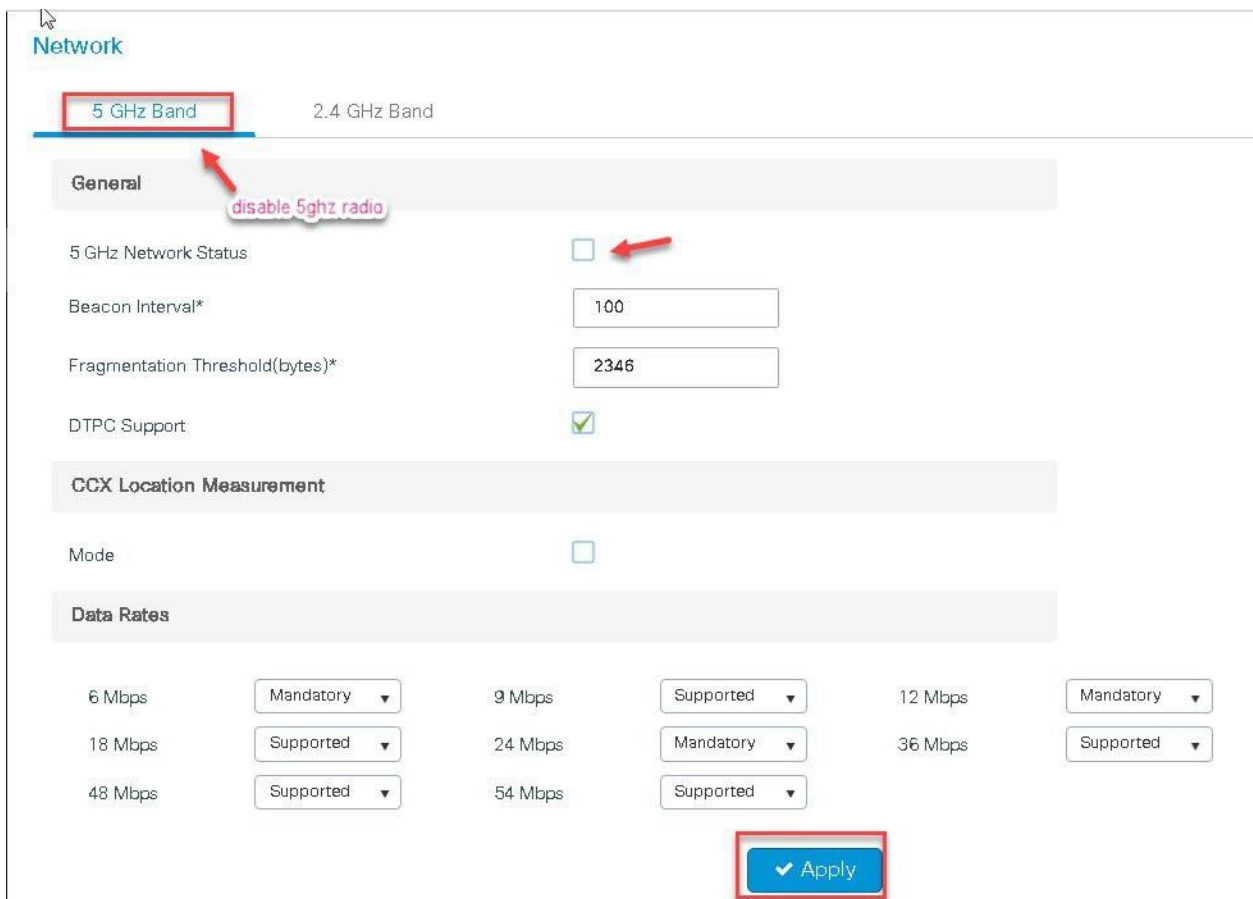 Network
5 GHz Band 2.4 GHz Band
General
disable 5ghz radio
5 GHz Network Status
Beacon Interval* 100
Fragmentation Threshold(bytes)* 2346
DTPC Support
CCX Location Measurement
Mode
Data Rates
6 Mbps Mandatory 9 Mbps Supported 12 Mbps Mandatory
18 Mbps Supported 24 Mbps Mandatory 36 Mbps Supported
48 Mbps Supported 54 Mbps Supported
Apply